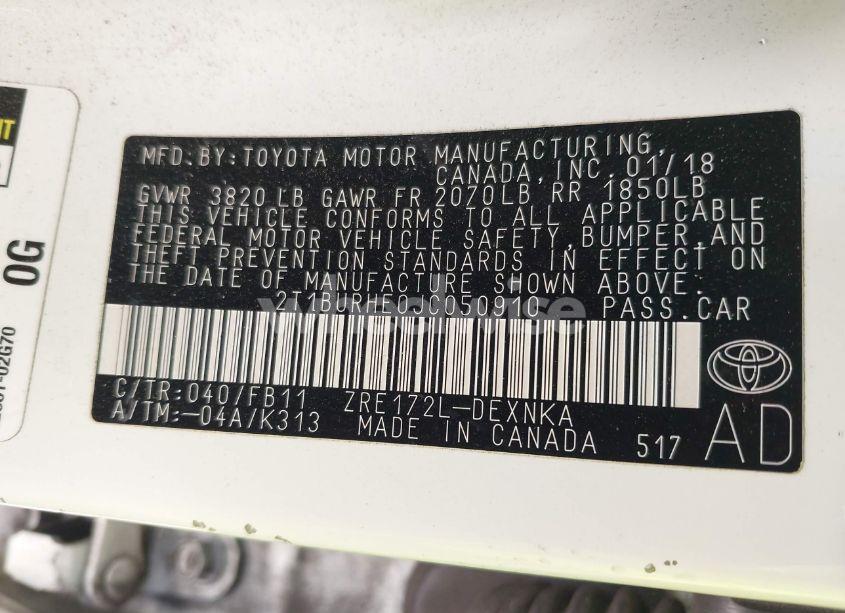 MFD.BY:TOYOTA MOTOR MANUFACTURING,
CANADA,INC.01/18
GVWR 3820 LB GAWR FR 2070LB RR 1850LB
THIS VEHICLE CONFORMS TO ALL APPLICABLE
FEDERAL MOTOR VEHICLE SAFETY,BUMPER,AND
THEFT PREVENTION STANDARDS IN EFFECT ON
THE DATE OF MANUFACTURE SHOWN ABOVE.
PASS.CAR
wheelwise
C/TR:040/FB11 ZRE172L-DEXNKA
A/TM:-04A/K313 MADE IN CANADA 517
AD
0G